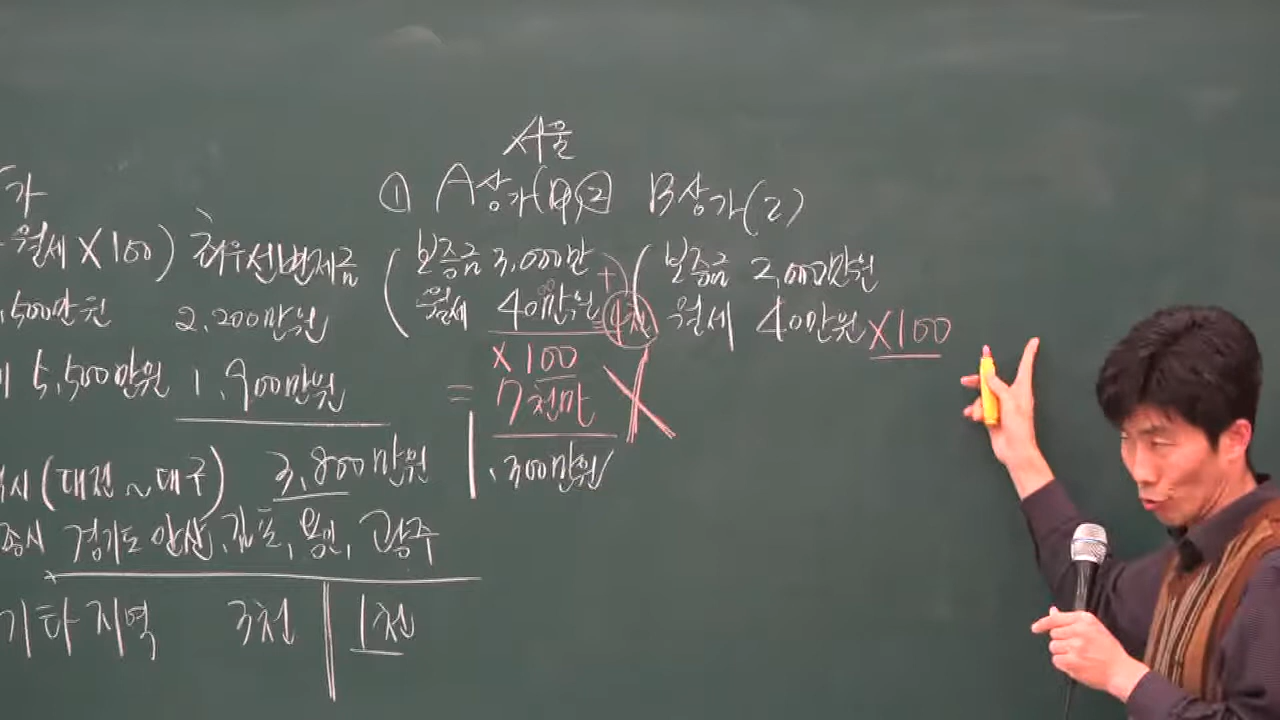 서울
① A상가(甲) ② B상가(乙)
가
월세 X100) 최우선변제금
,500만원 2,200만원
5,500만원 1,900만원
(대전~대구) 3,800만원 1,300만원
경기도 안산, 김포, 용인, 광주
기타지역 3천 1천
보증금 3,000만
월세 40만원
+
= 4천
X100
= 7천만
X
보증금 2,000만원
월세 40만원 X100